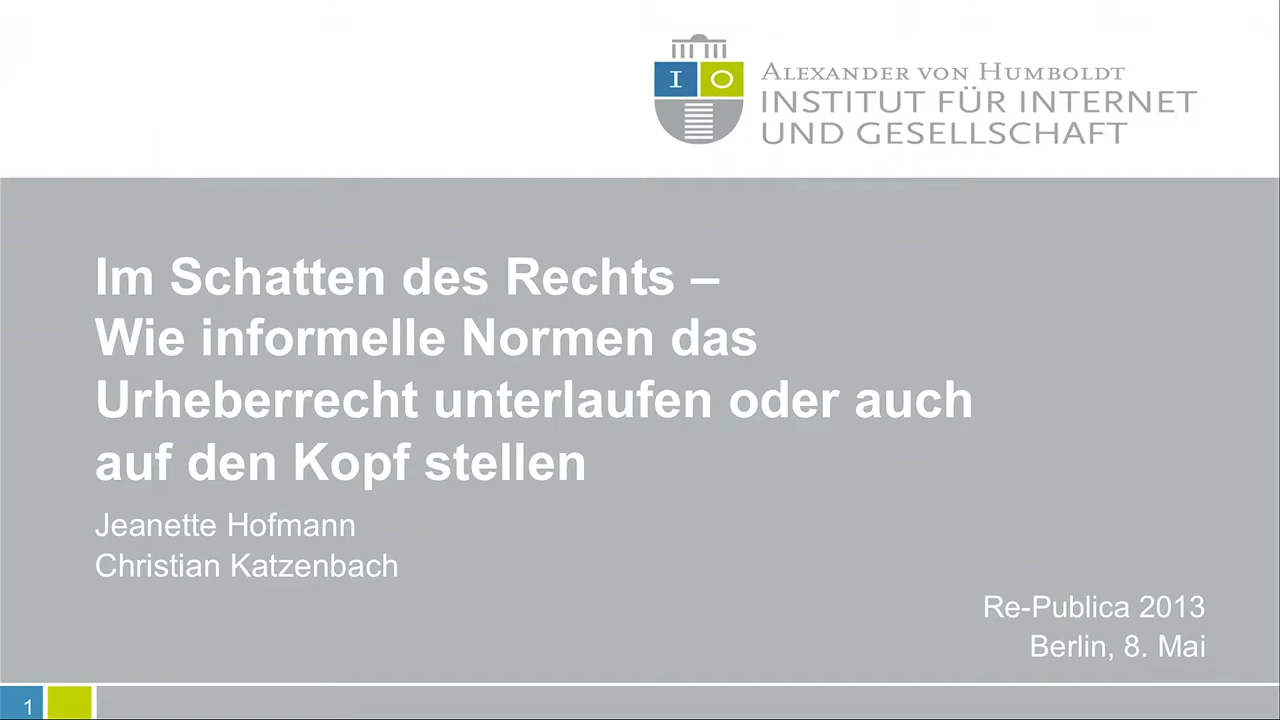 I O
ALEXANDER VON HUMBOLDT
INSTITUT FÜR INTERNET
UND GESELLSCHAFT
Im Schatten des Rechts –
Wie informelle Normen das
Urheberrecht unterlaufen oder auch
auf den Kopf stellen
Jeanette Hofmann
Christian Katzenbach
Re-Publica 2013
Berlin, 8. Mai
1